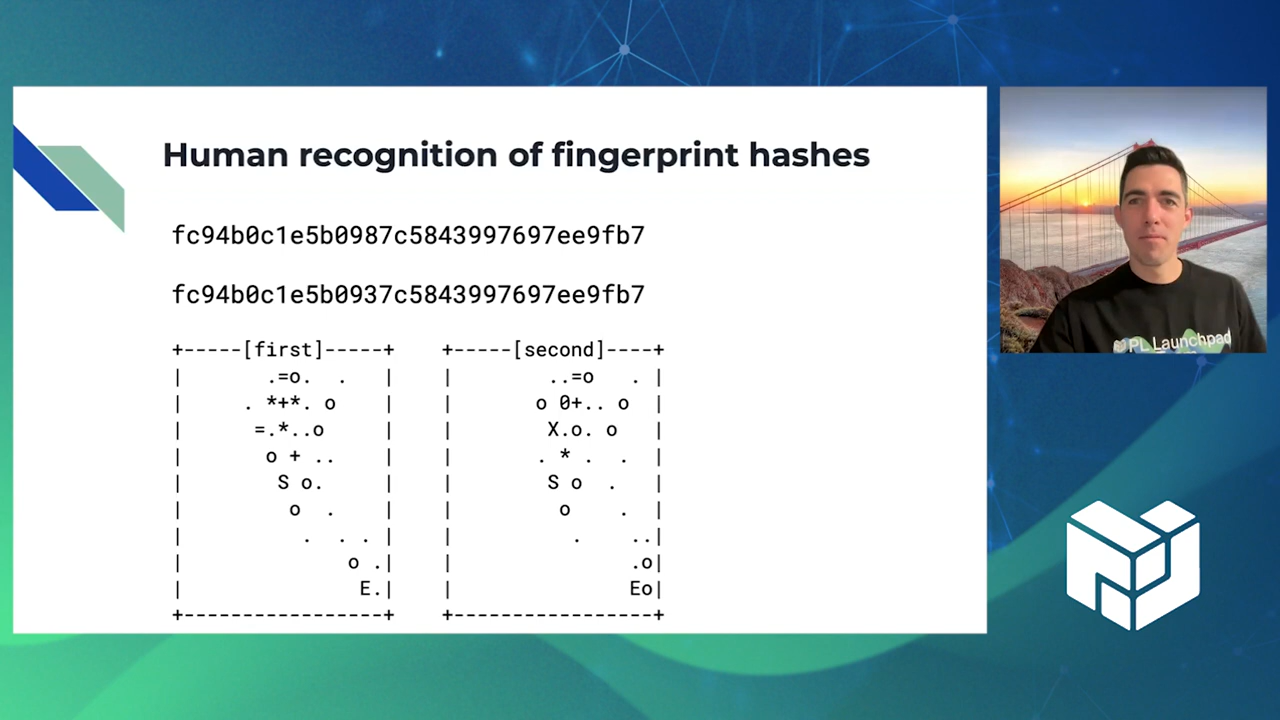 Human recognition of fingerprint hashes
fc94b0c1e5b0987c5843997697ee9fb7
fc94b0c1e5b0937c5843997697ee9fb7
+-----[first]-----+    +-----[second]----+
|       .=o.  .   |    |        ..=o   . |
|     . *+*. o    |    |       o 0+.. o  |
|      =.*..o     |    |        X.o. o   |
|       o + ..    |    |       . * .  .  |
|        S o.     |    |        S o  .   |
|         o  .    |    |         o    .  |
|          .  . . |    |          .    ..|
|              o .|    |               .o|
|               E.|    |               Eo|
+-----------------+    +-----------------+
PL Launchpad